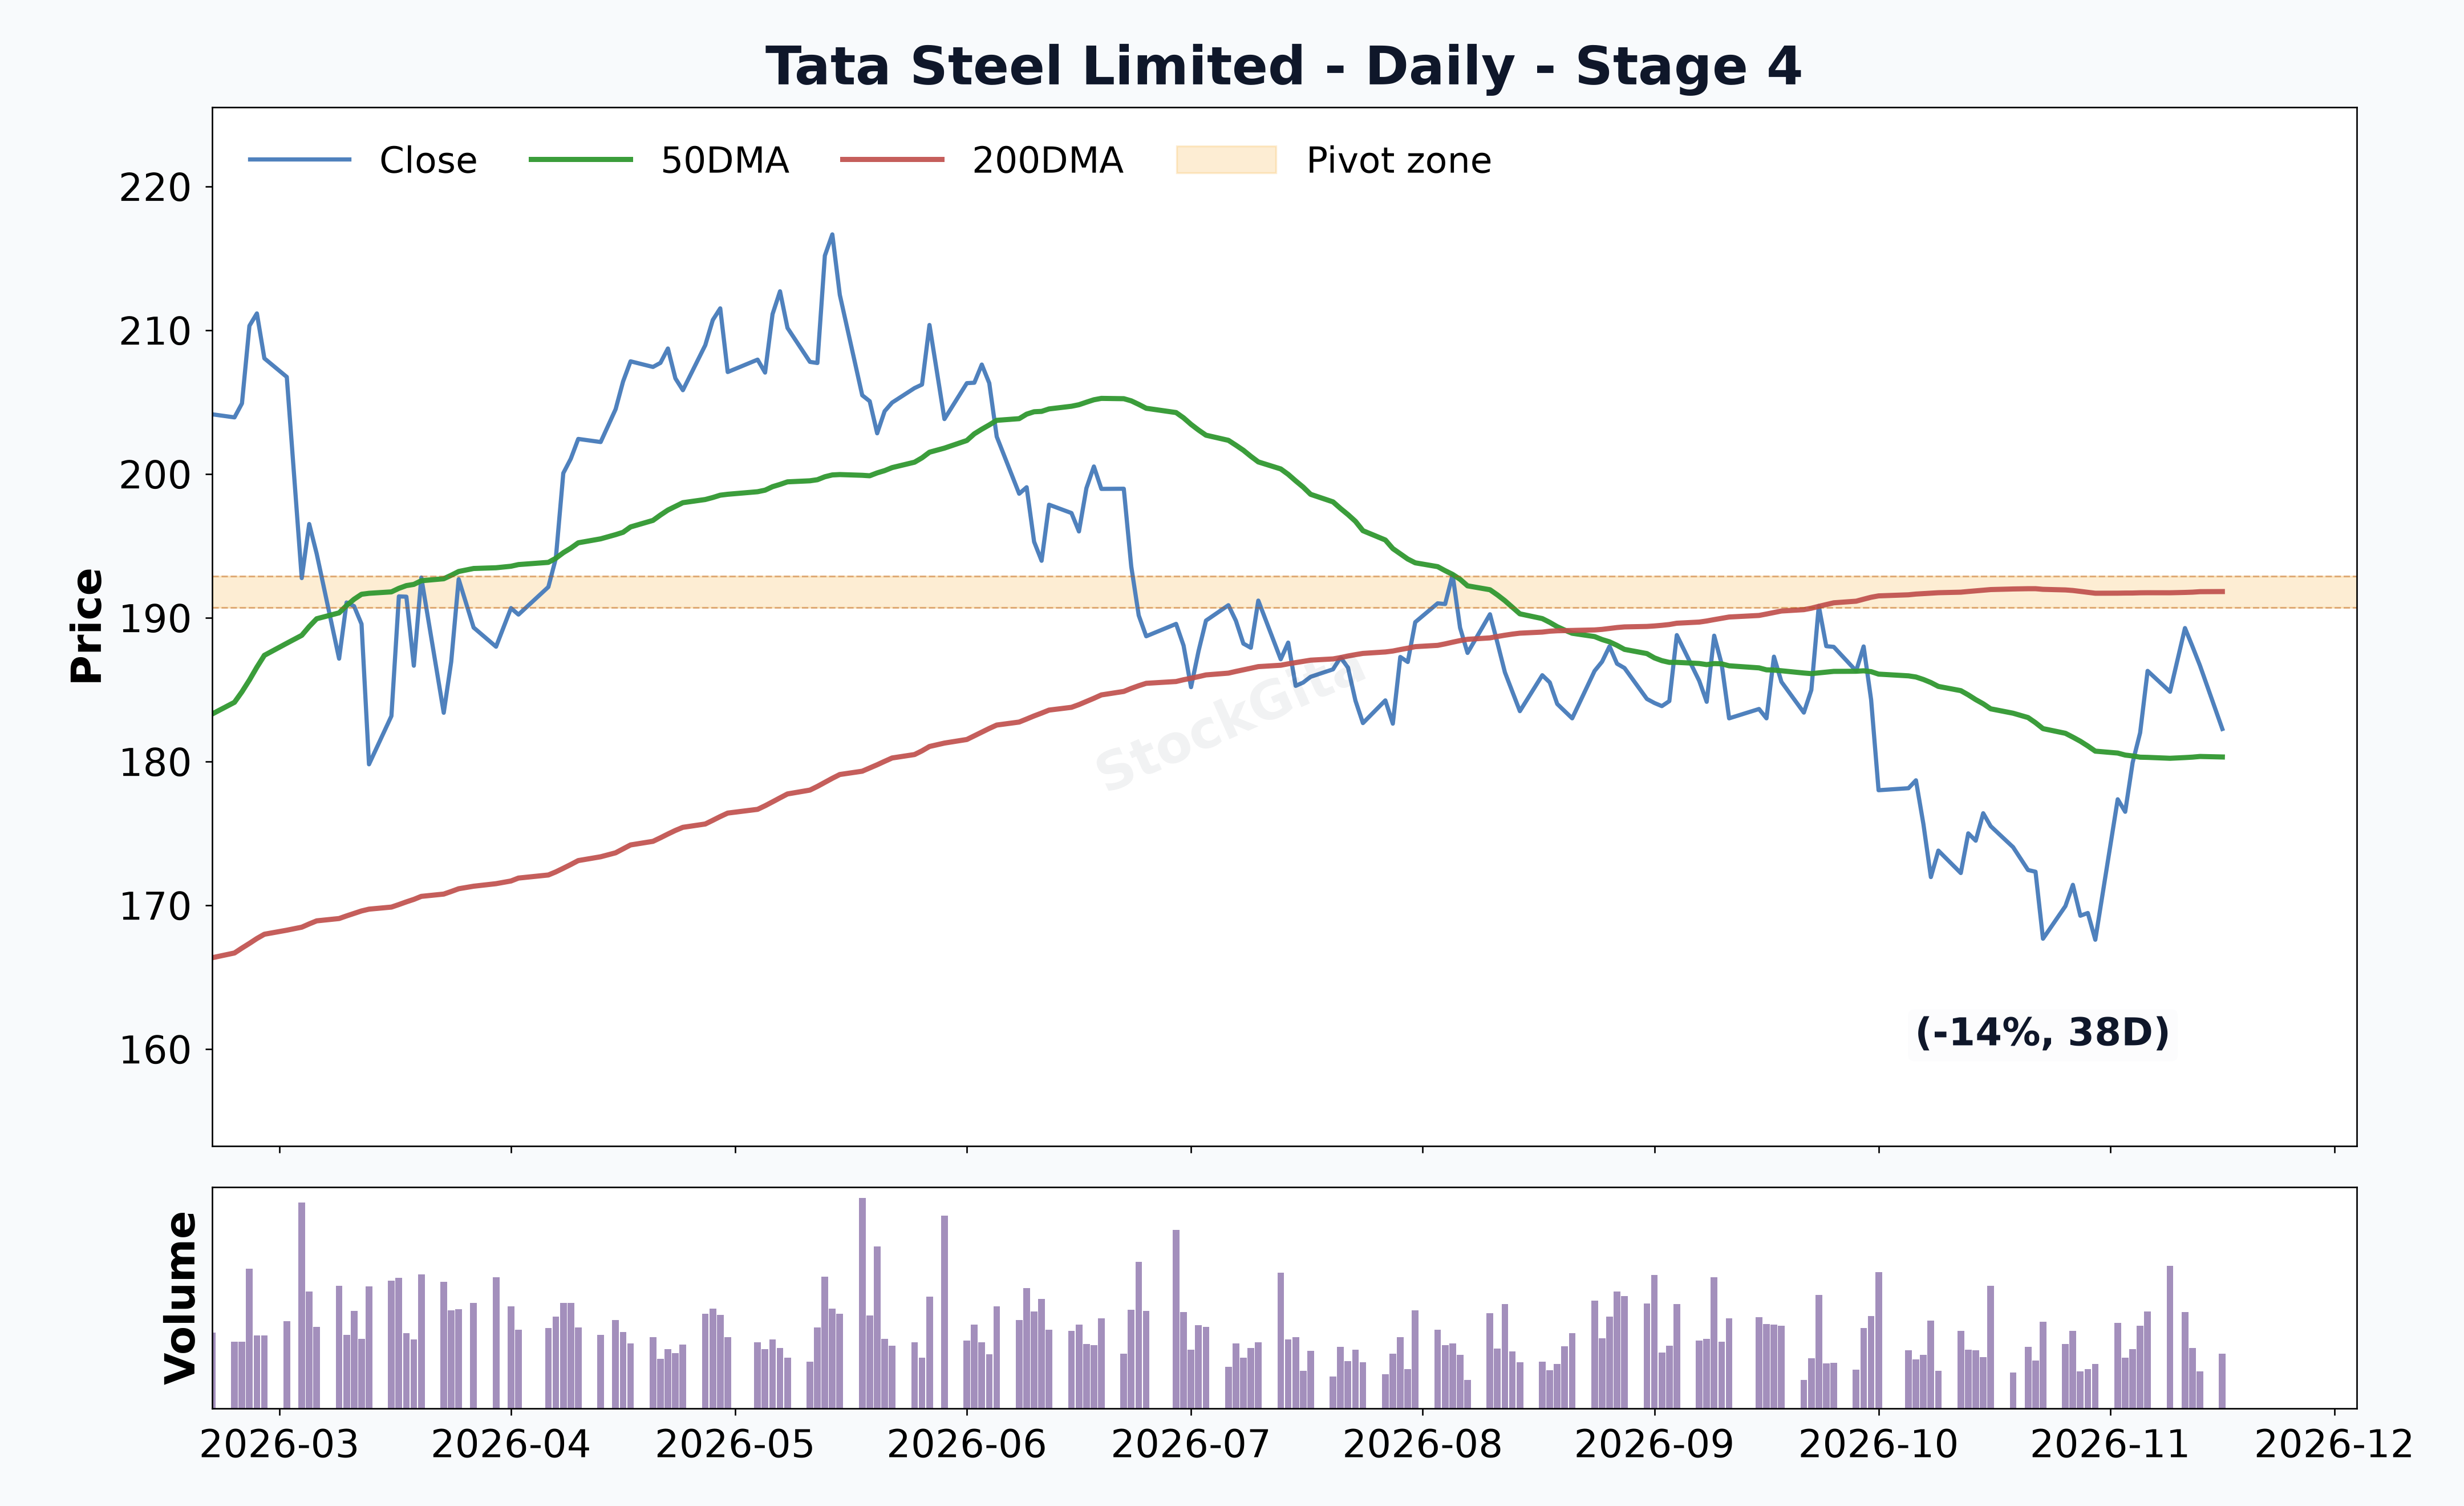 Tata Steel Limited - Daily - Stage 4
Close 50DMA 200DMA Pivot zone
Price
220
210
200
190
180
170
160
StockGita
(-14%, 38D)
Volume
2026-03 2026-04 2026-05 2026-06 2026-07 2026-08 2026-09 2026-10 2026-11 2026-12